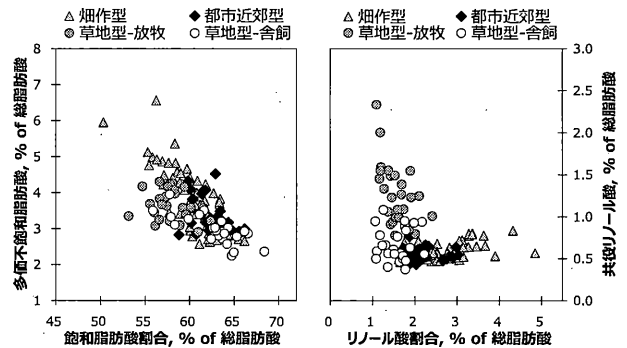 畑作型 都市近郊型
草地型-放牧 草地型-舎飼
畑作型 都市近郊型
草地型-放牧 草地型-舎飼
多価不飽和脂肪酸, % of 総脂肪酸
8
7
6
5
4
3
2
1
45 50 55 60 65 70
飽和脂肪酸割合, % of 総脂肪酸
3.0
2.5
2.0
1.5
1.0
0.5
0.0
共役リノール酸, % of 総脂肪酸
0 1 2 3 4 5
リノール酸割合, % of 総脂肪酸